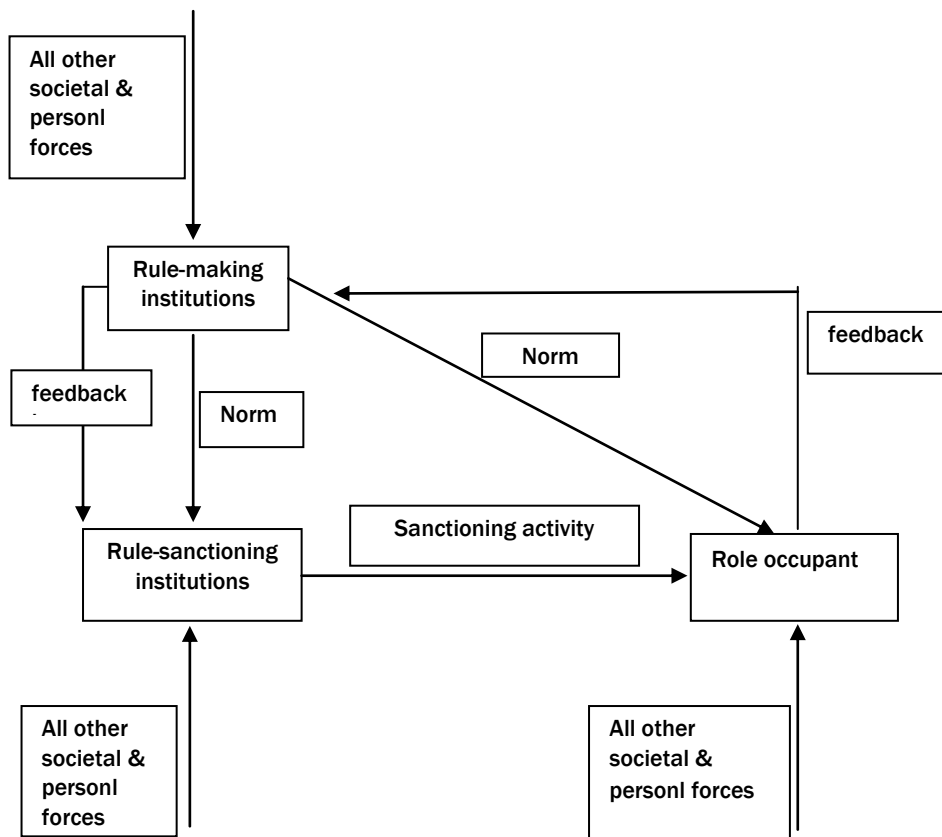 All other
societal &
personl
forces
Rule-making
institutions
feedback
Norm
Norm
feedback
.
Sanctioning activity
Rule-sanctioning
institutions
Role occupant
All other
societal &
personl
forces
All other
societal &
personl forces